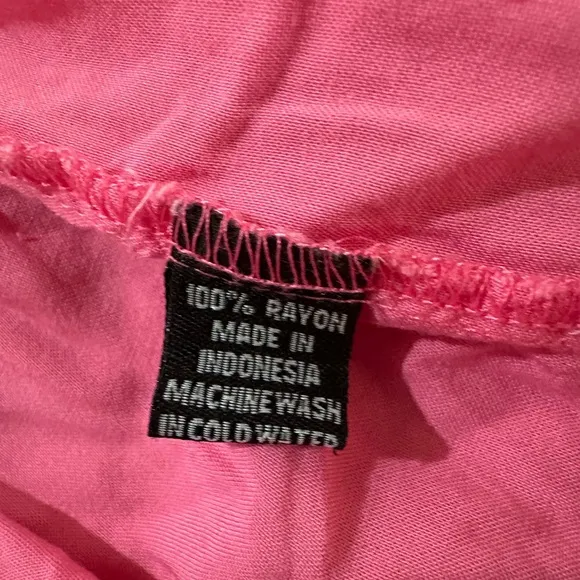 100% RAYON
MADE IN
INDONESIA
MACHINE WASH
IN COLD WATER